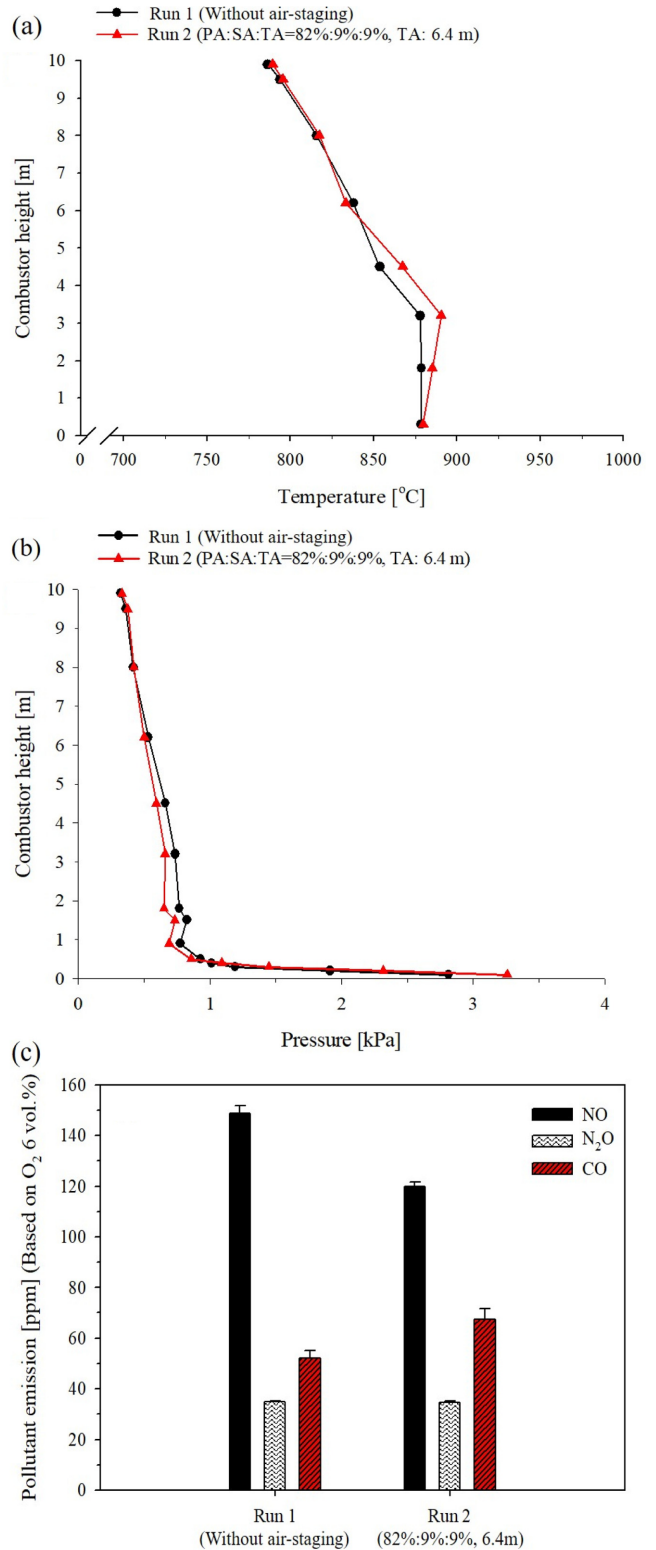 (a)
Run 1 (Without air-staging)
Run 2 (PA:SA:TA=82%:9%:9%, TA: 6.4 m)
Combustor height [m]
10
9
8
7
6
5
4
3
2
1
0
0 700 750 800 850 900 950 1000
Temperature [°C]
(b)
Run 1 (Without air-staging)
Run 2 (PA:SA:TA=82%:9%:9%, TA: 6.4 m)
Combustor height [m]
10
9
8
7
6
5
4
3
2
1
0
0 1 2 3 4
Pressure [kPa]
(c)
Pollutant emission [ppm] (Based on O₂ 6 vol.%)
160
140
120
100
80
60
40
20
0
NO
N₂O
CO
Run 1 Run 2
(Without air-staging) (82%:9%:9%, 6.4m)